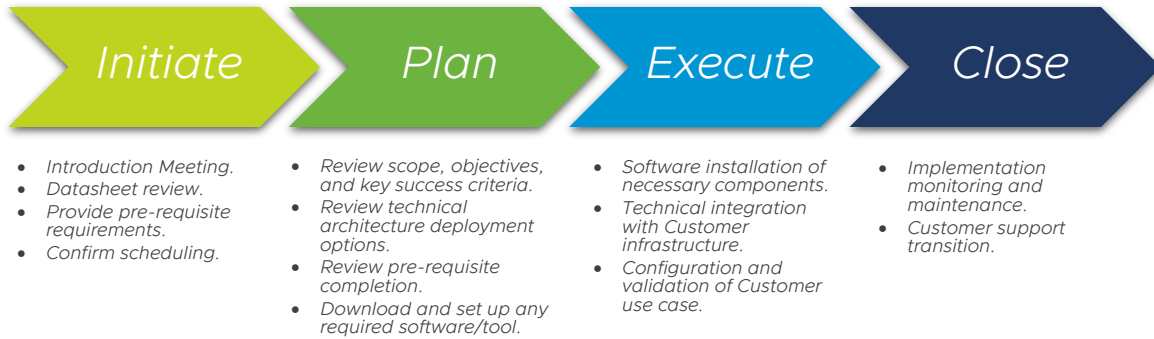 Initiate
Plan
Execute
Close
• Introduction Meeting.
• Datasheet review.
• Provide pre-requisite
requirements.
• Confirm scheduling.
• Review scope, objectives,
and key success criteria.
• Review technical
architecture deployment
options.
• Review pre-requisite
completion.
• Download and set up any
required software/tool.
• Software installation of
necessary components.
• Technical integration
with Customer
infrastructure.
• Configuration and
validation of Customer
use case.
• Implementation
monitoring and
maintenance.
• Customer support
transition.